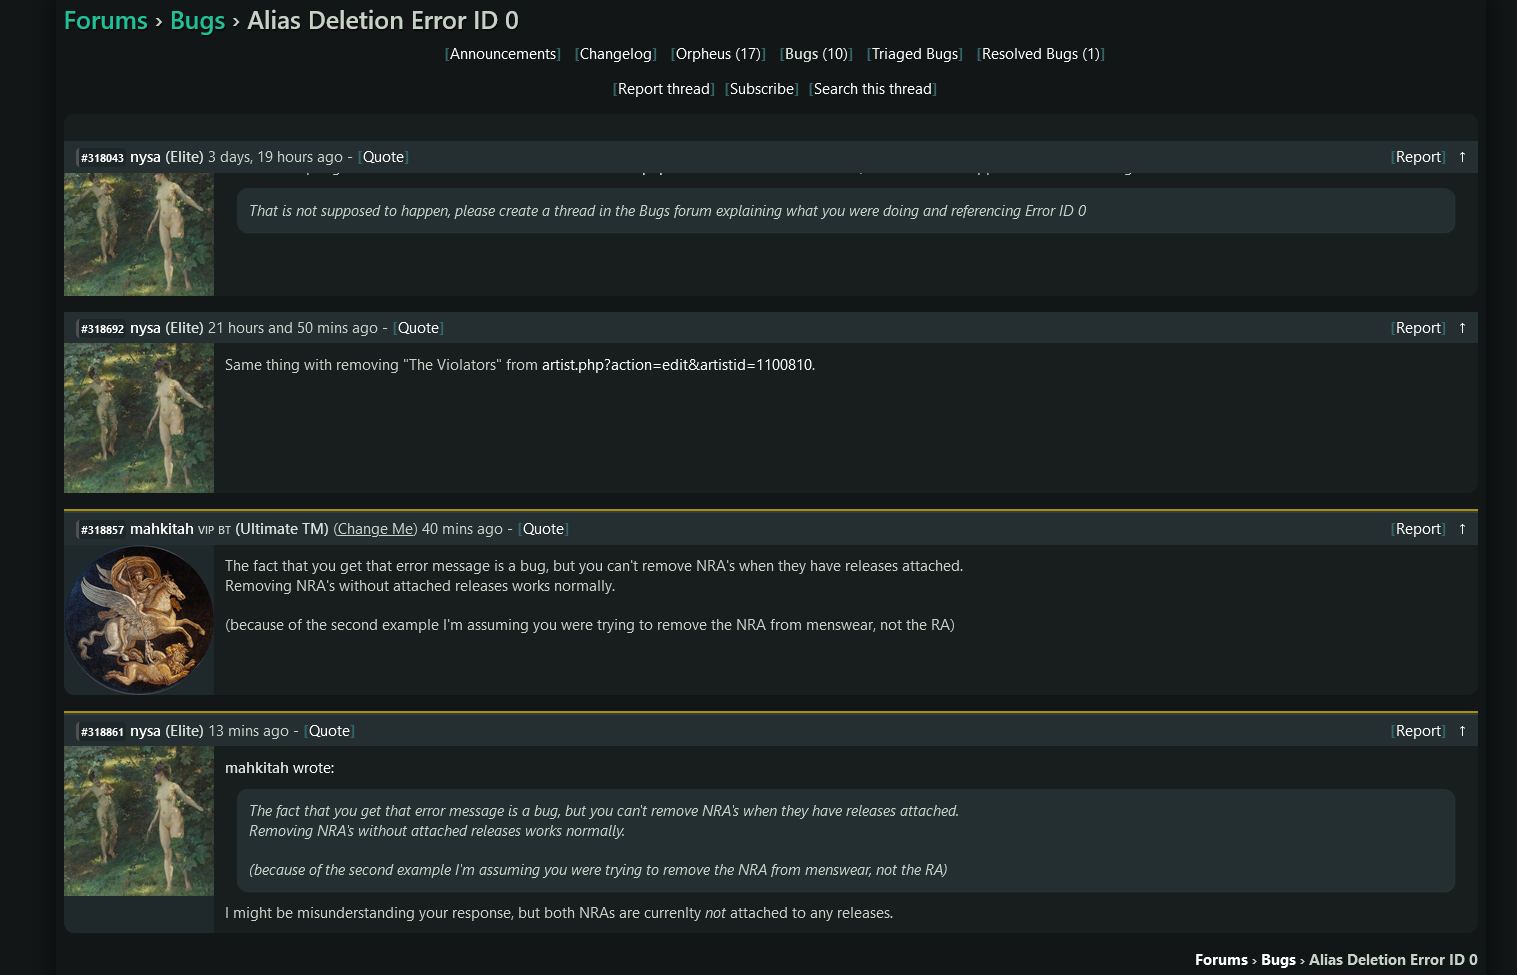 Forums › Bugs › Alias Deletion Error ID 0
[Announcements] [Changelog] [Orpheus (17)] [Bugs (10)] [Triaged Bugs] [Resolved Bugs (1)]
[Report thread] [Subscribe] [Search this thread]
#318043 nysa (Elite) 3 days, 19 hours ago - [Quote] [Report] ↑
That is not supposed to happen, please create a thread in the Bugs forum explaining what you were doing and referencing Error ID 0
#318692 nysa (Elite) 21 hours and 50 mins ago - [Quote] [Report] ↑
Same thing with removing "The Violators" from artist.php?action=edit&artistid=1100810.
#318857 mahkitah VIP BT (Ultimate TM) (Change Me) 40 mins ago - [Quote] [Report] ↑
The fact that you get that error message is a bug, but you can't remove NRA's when they have releases attached.
Removing NRA's without attached releases works normally.
(because of the second example I'm assuming you were trying to remove the NRA from menswear, not the RA)
#318861 nysa (Elite) 13 mins ago - [Quote] [Report] ↑
mahkitah wrote:
The fact that you get that error message is a bug, but you can't remove NRA's when they have releases attached.
Removing NRA's without attached releases works normally.
(because of the second example I'm assuming you were trying to remove the NRA from menswear, not the RA)
I might be misunderstanding your response, but both NRAs are currenlty not attached to any releases.
Forums › Bugs › Alias Deletion Error ID 0